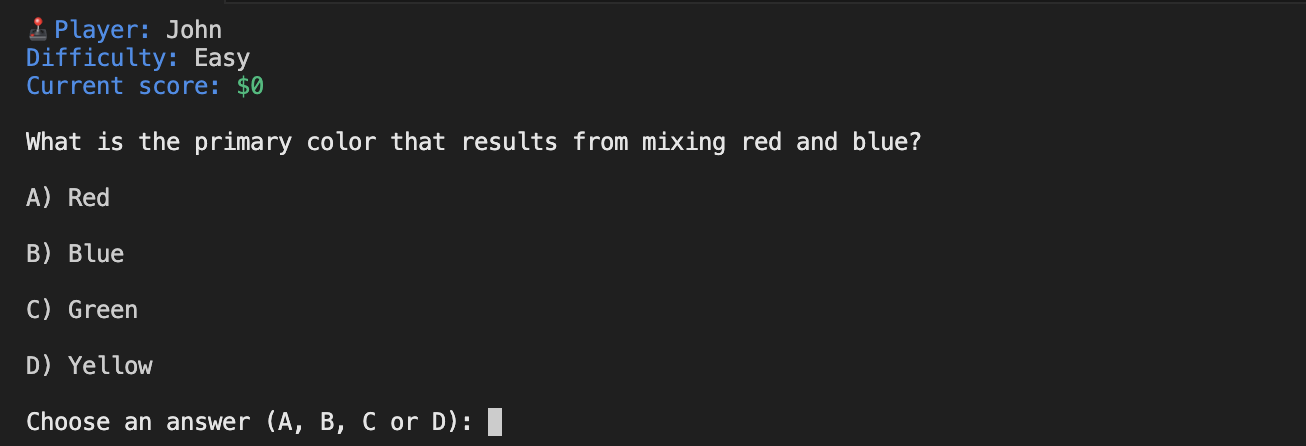 🕹️Player: John
Difficulty: Easy
Current score: $0
What is the primary color that results from mixing red and blue?
A) Red
B) Blue
C) Green
D) Yellow
Choose an answer (A, B, C or D):